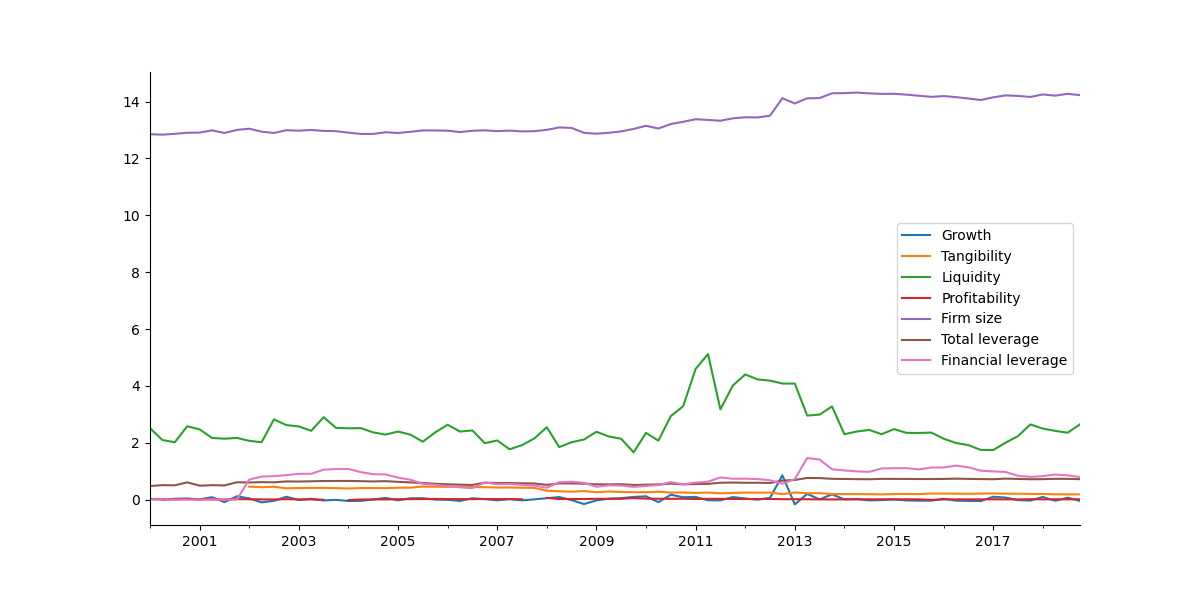 14
12
10
8
6
4
2
0
Growth
Tangibility
Liquidity
Profitability
Firm size
Total leverage
Financial leverage
2001 2003 2005 2007 2009 2011 2013 2015 2017